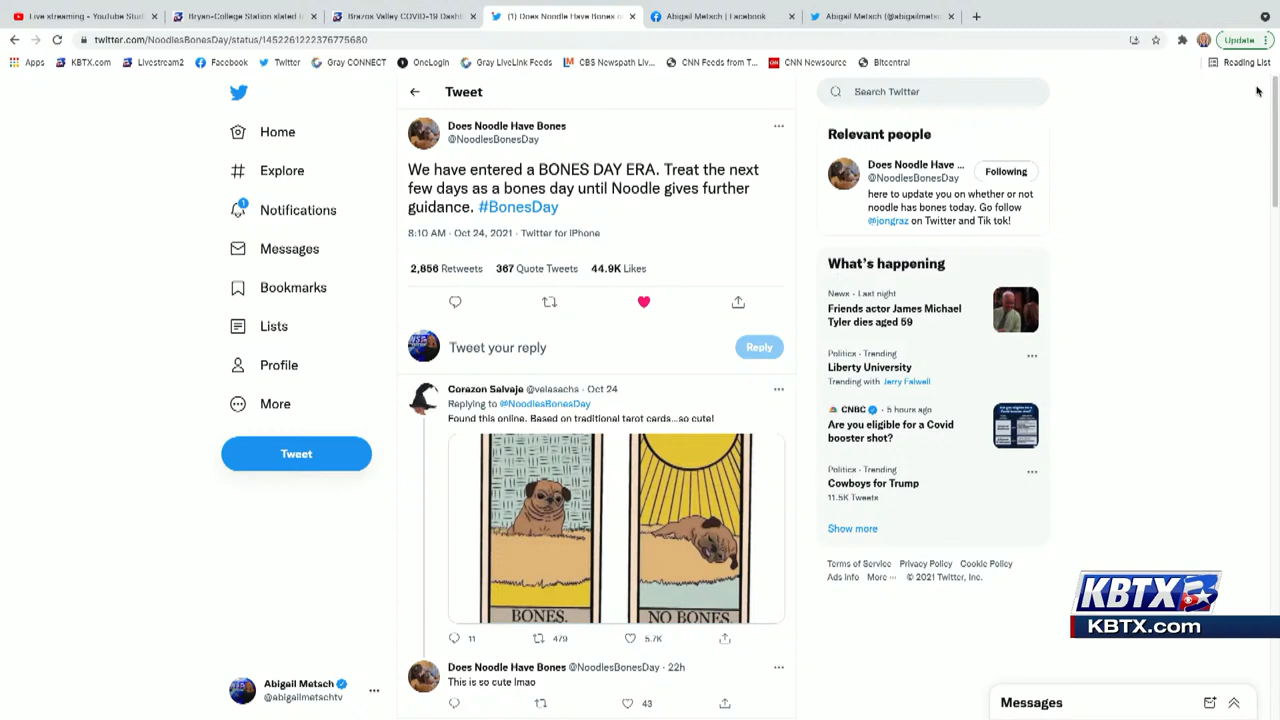 Live streaming - YouTube Stud
Bryan-College Station slated t
Brazos Valley COVID-19 Dashb
(1) Does Noodle Have Bones o
Abigail Metsch | Facebook
Abigail Metsch (@abigailmetsc
twitter.com/NoodlesBonesDay/status/1452261222376775680
Update
Apps
KBTX.com
Livestream2
Facebook
Twitter
Gray CONNECT
OneLogin
Gray LiveLink Feeds
CBS Newspath Liv...
CNN Feeds from T...
CNN Newsource
Bitcentral
Reading List
Home
Explore
1
Notifications
Messages
Bookmarks
Lists
Profile
More
Tweet
Abigail Metsch
@abigailmetschtv
Tweet
Does Noodle Have Bones
@NoodlesBonesDay
We have entered a BONES DAY ERA. Treat the next
few days as a bones day until Noodle gives further
guidance. #BonesDay
8:10 AM · Oct 24, 2021 · Twitter for iPhone
2,856 Retweets 367 Quote Tweets 44.9K Likes
Tweet your reply
Reply
Corazon Salvaje @velasachs · Oct 24
Replying to @NoodlesBonesDay
Found this online. Based on traditional tarot cards...so cute!
BONES.
NO BONES.
11 479 5.7K
Does Noodle Have Bones @NoodlesBonesDay · 22h
This is so cute lmao
43
Search Twitter
Relevant people
Does Noodle Have ...
@NoodlesBonesDay
Following
here to update you on whether or not
noodle has bones today. Go follow
@jongraz on Twitter and Tik tok!
What's happening
News · Last night
Friends actor James Michael
Tyler dies aged 59
Politics · Trending
Liberty University
Trending with Jerry Falwell
CNBC · 5 hours ago
Are you eligible for a Covid
booster shot?
Politics · Trending
Cowboys for Trump
11.5K Tweets
Show more
Terms of Service Privacy Policy Cookie Policy
Ads Info More ··· © 2021 Twitter, Inc.
KBTX 3
KBTX.com
Messages